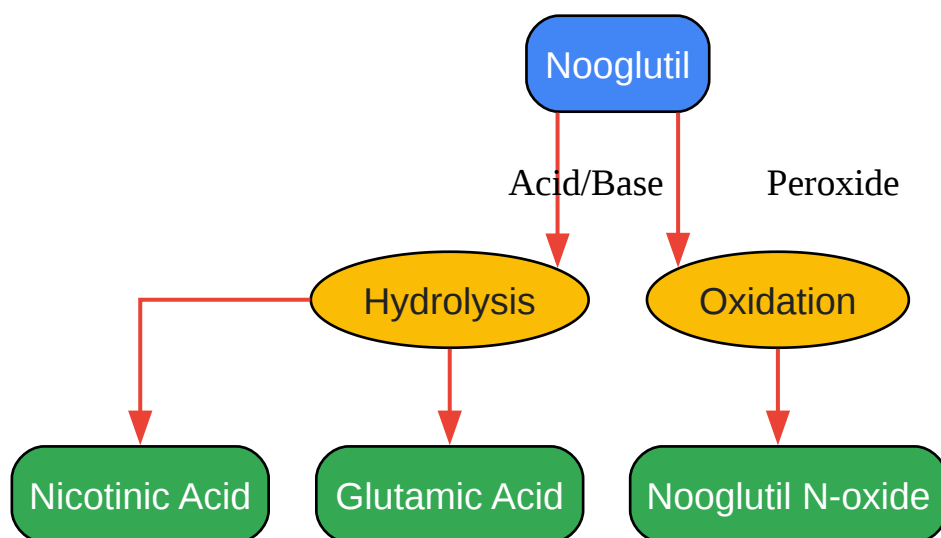 Nooglutil
Acid/Base
Peroxide
Hydrolysis
Oxidation
Nicotinic Acid
Glutamic Acid
Nooglutil N-oxide